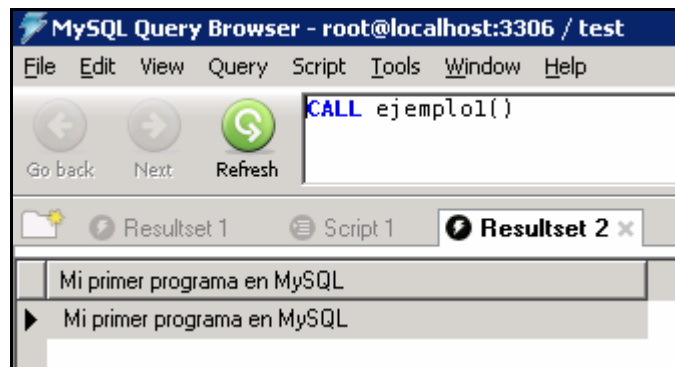 MySQL Query Browser - root@localhost:3306 / test
File Edit View Query Script Tools Window Help
CALL ejemplo1()
Go back Next Refresh
Resultset 1 Script 1 Resultset 2
Mi primer programa en MySQL
Mi primer programa en MySQL